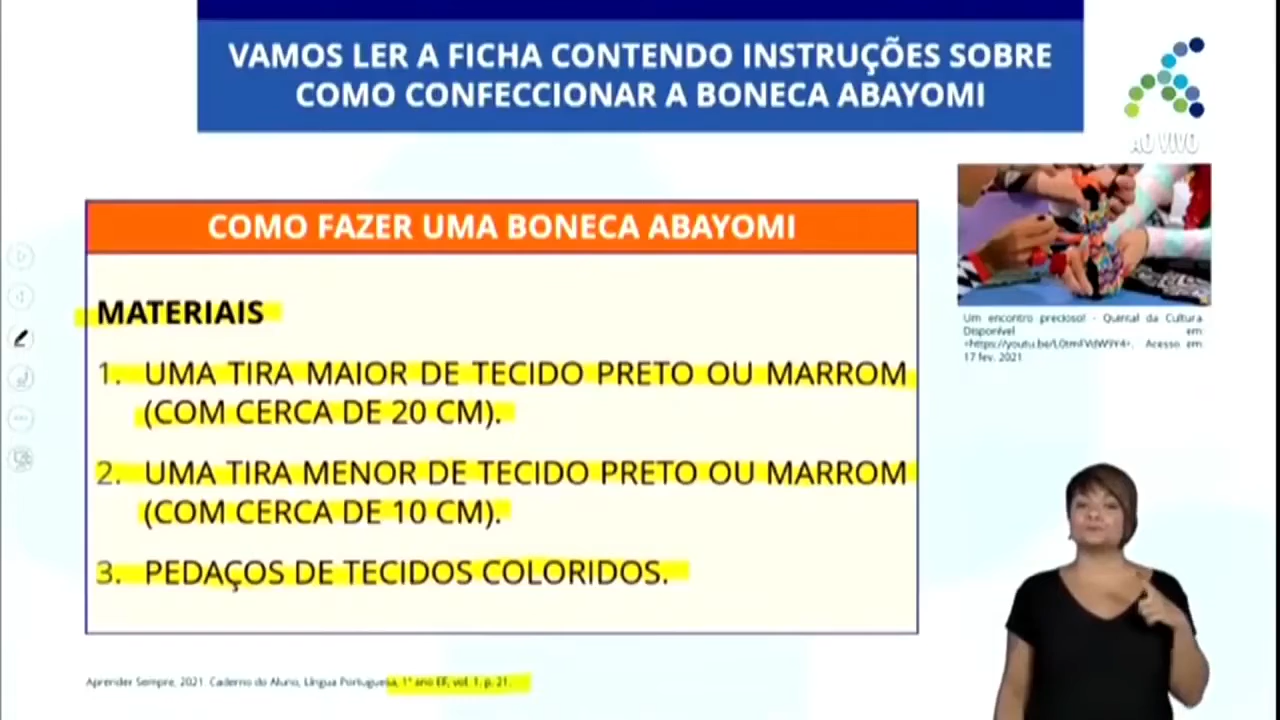 VAMOS LER A FICHA CONTENDO INSTRUÇÕES SOBRE
COMO CONFECCIONAR A BONECA ABAYOMI
AO VIVO
COMO FAZER UMA BONECA ABAYOMI
MATERIAIS
1. UMA TIRA MAIOR DE TECIDO PRETO OU MARROM
(COM CERCA DE 20 CM).
2. UMA TIRA MENOR DE TECIDO PRETO OU MARROM
(COM CERCA DE 10 CM).
3. PEDAÇOS DE TECIDOS COLORIDOS.
Um encontro precioso! - Quintal da Cultura
Disponível em:
Acesso em
17 fev. 2021
Aprender Sempre, 2021. Caderno do Aluno, Língua Portuguesa, 1º ano EF, vol. 1, p. 21.